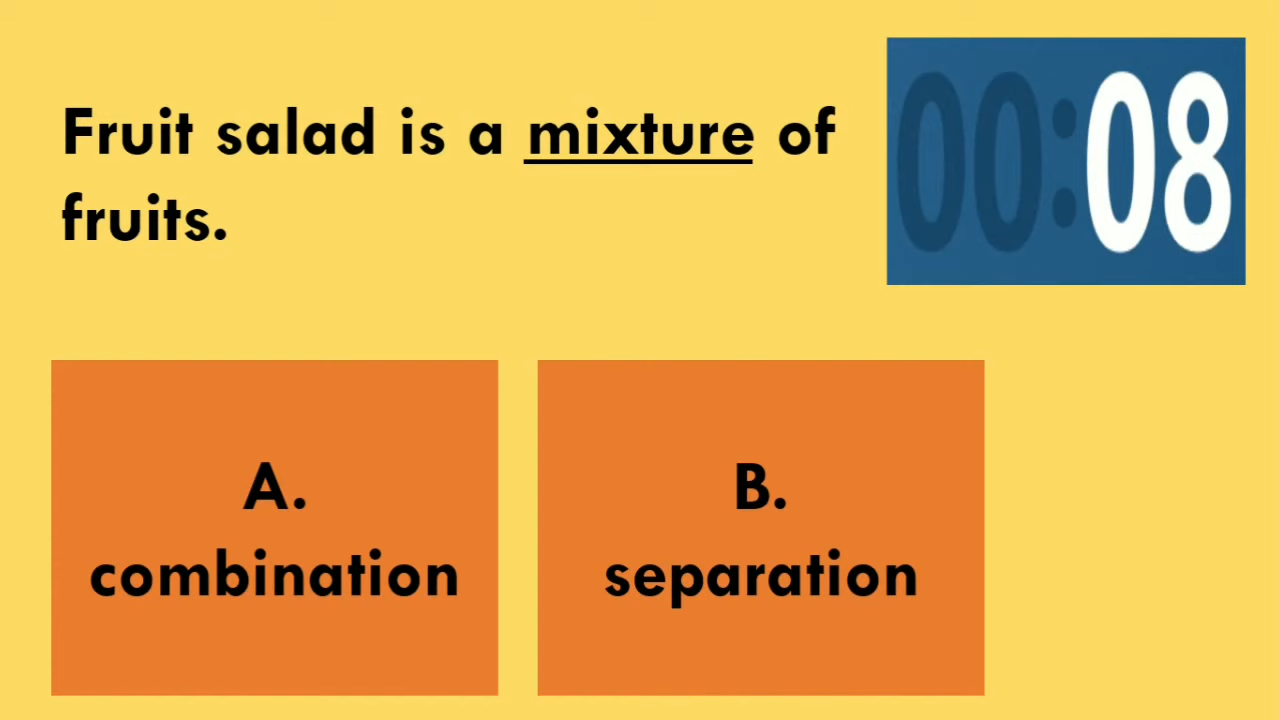 Fruit salad is a mixture of
fruits.
00:08
A.
combination
B.
separation